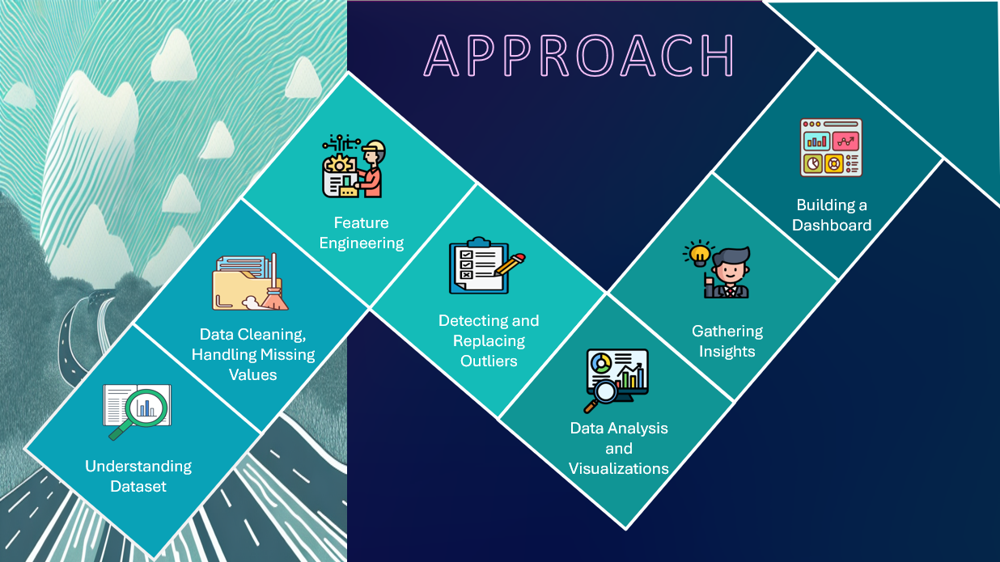 APPROACH
Understanding
Dataset
Data Cleaning,
Handling Missing
Values
Feature
Engineering
Detecting and
Replacing
Outliers
Data Analysis
and
Visualizations
Gathering
Insights
Building a
Dashboard